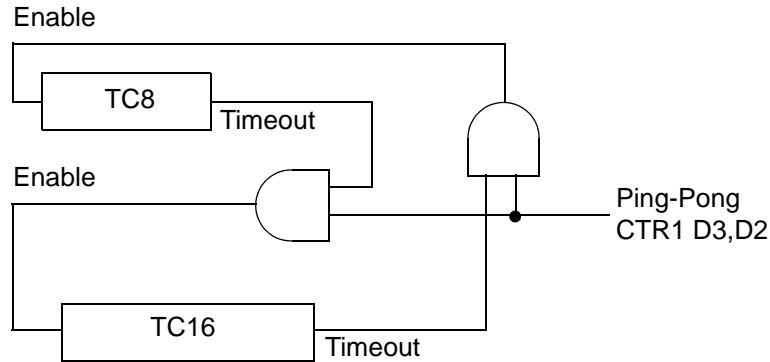 Enable
TC8
Timeout
Enable
Ping-Pong
CTR1 D3,D2
TC16
Timeout